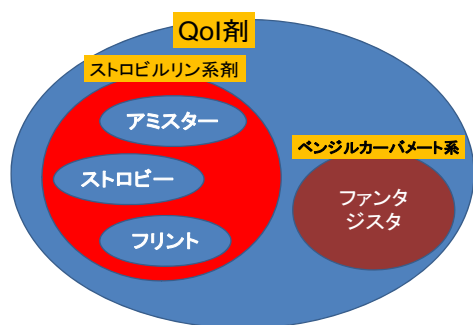 QoI剤
ストロビルリン系剤
アミスター
ベンジルカーバメート系
ストロビー
ファンタ
ジスタ
フリント